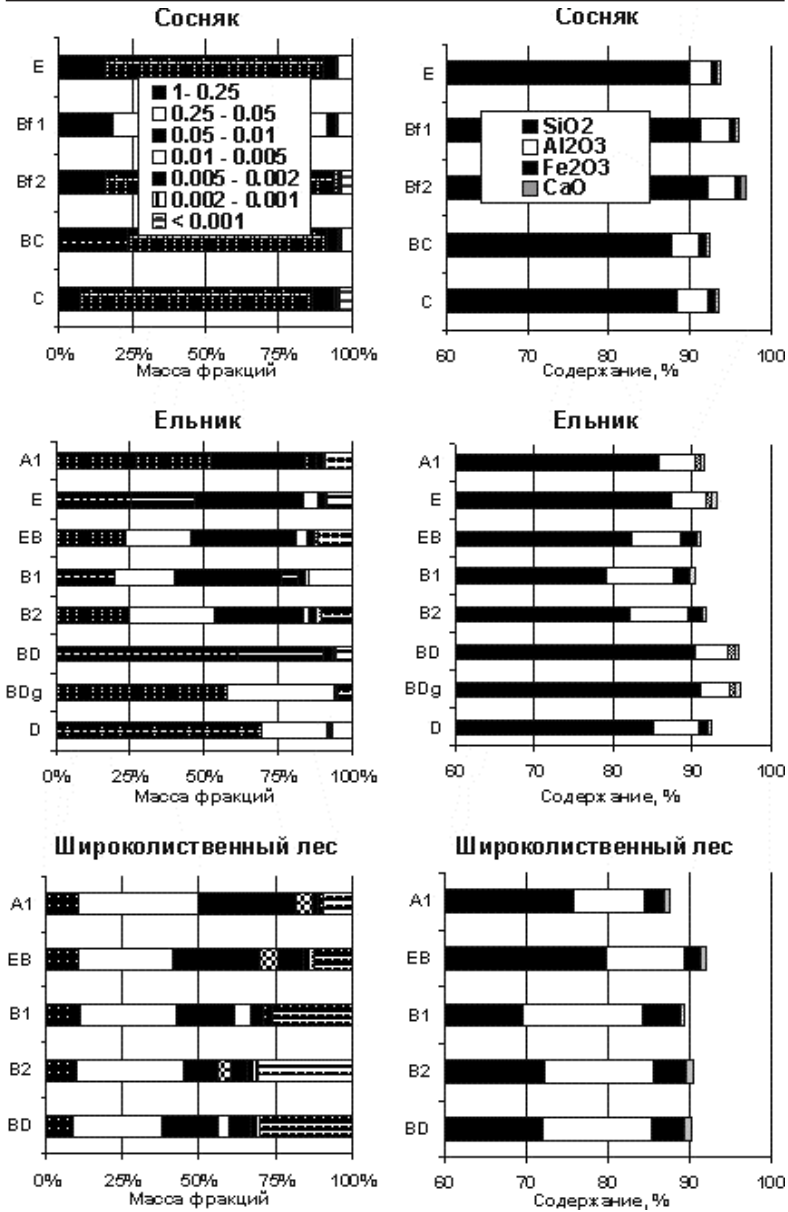 Сосняк
E
Bf1
Bf2
BC
C
1- 0.25
0.25 - 0.05
0.05 - 0.01
0.01 - 0.005
0.005 - 0.002
0.002 - 0.001
< 0.001
0% 25% 50% 75% 100%
Масса фракций
Сосняк
E
Bf1
Bf2
BC
C
SiO2
Al2O3
Fe2O3
CaO
60 70 80 90 100
Содержание, %
Ельник
A1
E
EB
B1
B2
BD
BDg
D
0% 25% 50% 75% 100%
Масса фракций
Ельник
A1
E
EB
B1
B2
BD
BDg
D
60 70 80 90 100
Содержание, %
Широколиственный лес
A1
EB
B1
B2
BD
0% 25% 50% 75% 100%
Масса фракций
Широколиственный лес
A1
EB
B1
B2
BD
60 70 80 90 100
Содержание, %